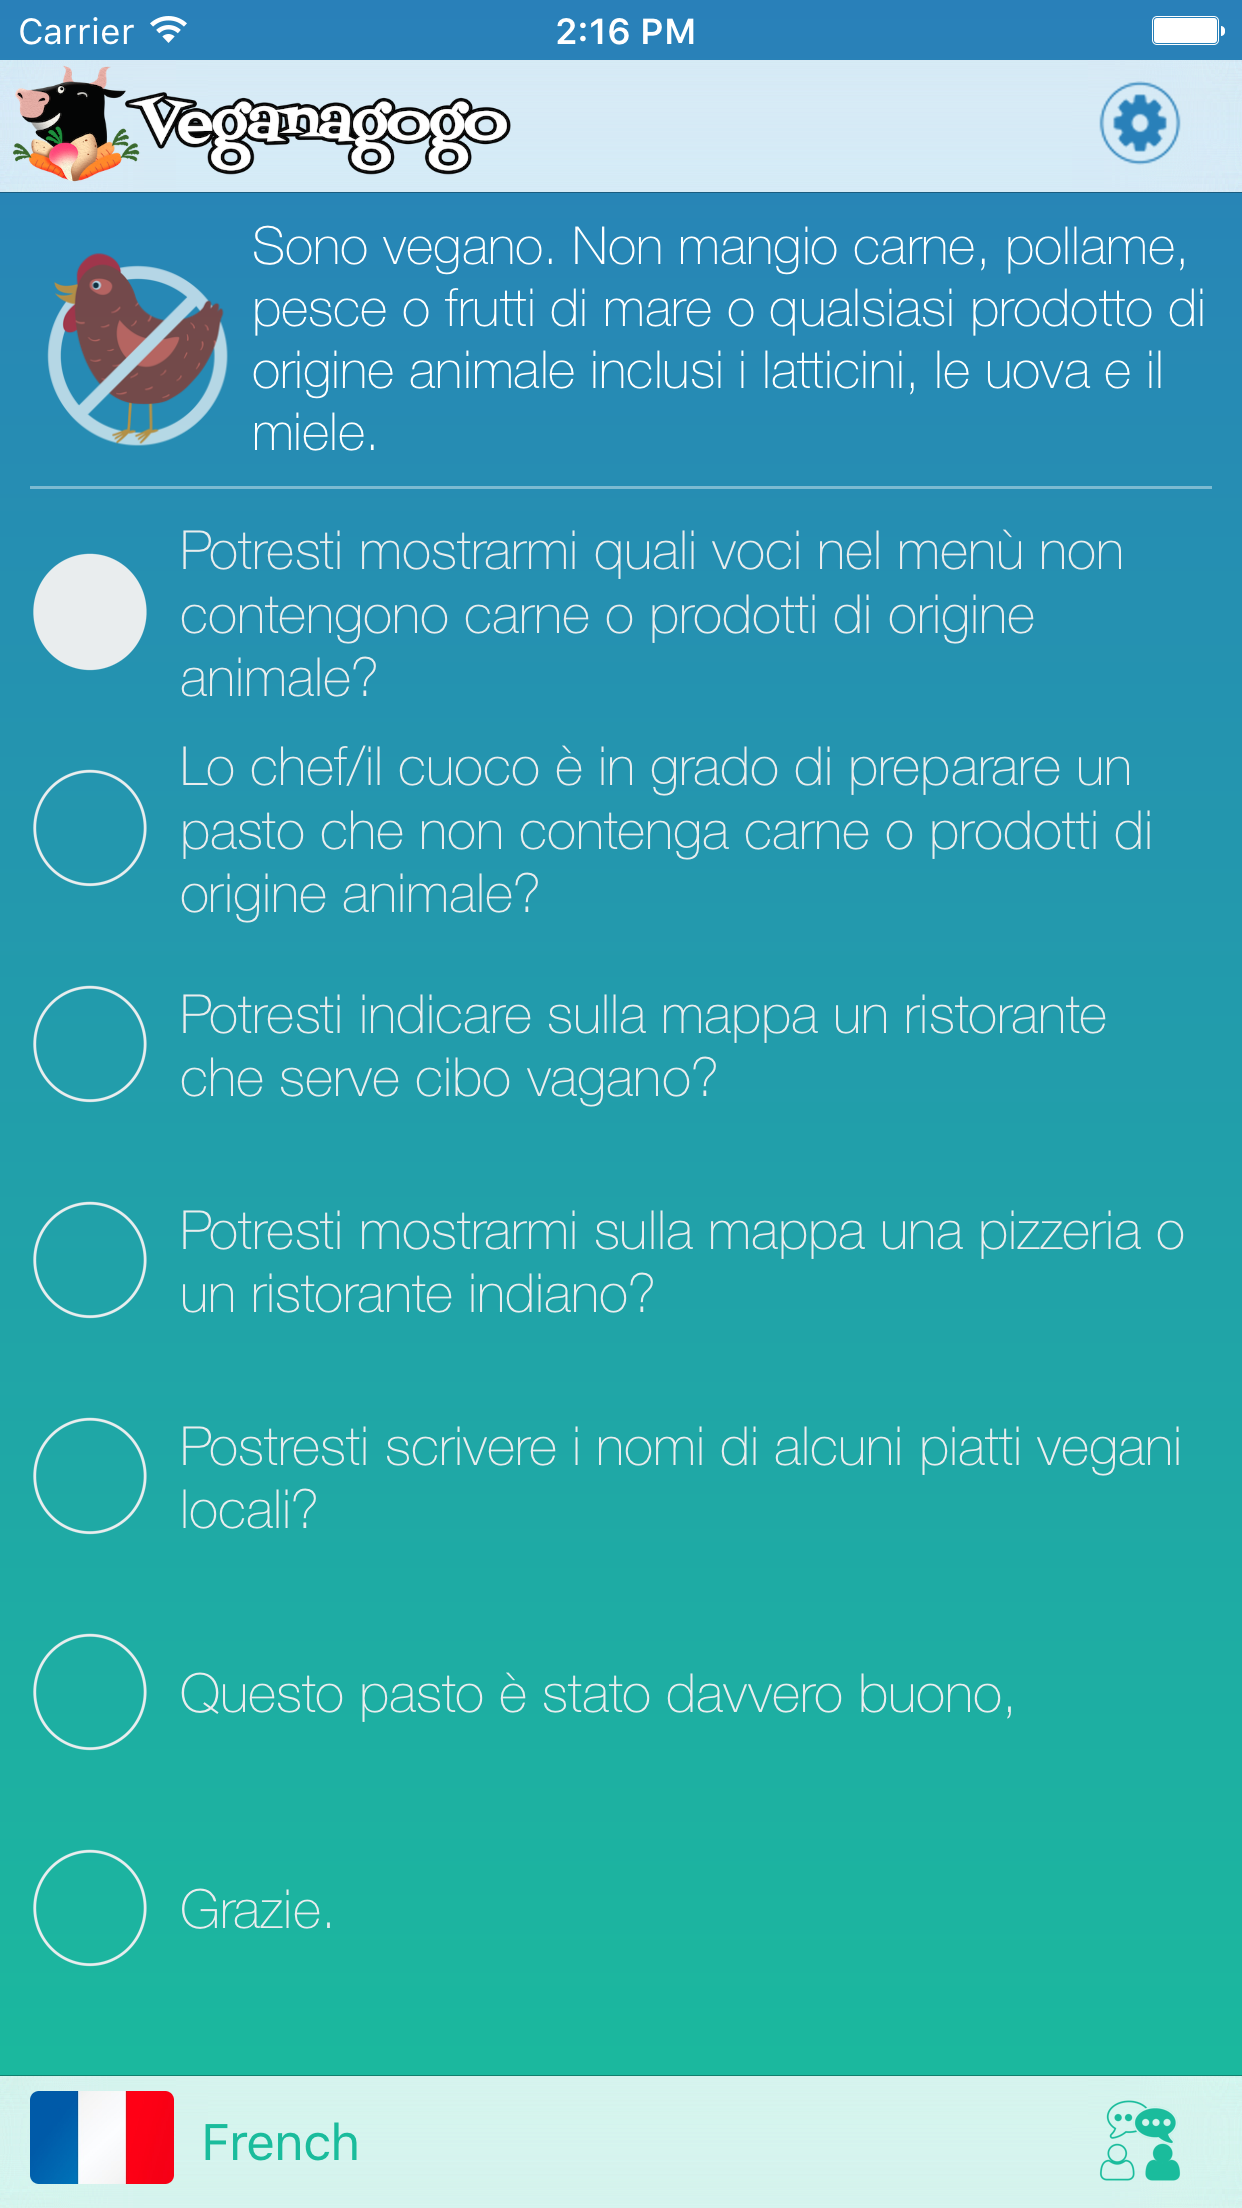 Carrier
2:16 PM
Veganagogo
Sono vegano. Non mangio carne, pollame,
pesce o frutti di mare o qualsiasi prodotto di
origine animale inclusi i latticini, le uova e il
miele.
Potresti mostrarmi quali voci nel menù non
contengono carne o prodotti di origine
animale?
Lo chef/il cuoco è in grado di preparare un
pasto che non contenga carne o prodotti di
origine animale?
Potresti indicare sulla mappa un ristorante
che serve cibo vagano?
Potresti mostrarmi sulla mappa una pizzeria o
un ristorante indiano?
Postresti scrivere i nomi di alcuni piatti vegani
locali?
Questo pasto è stato davvero buono,
Grazie.
French